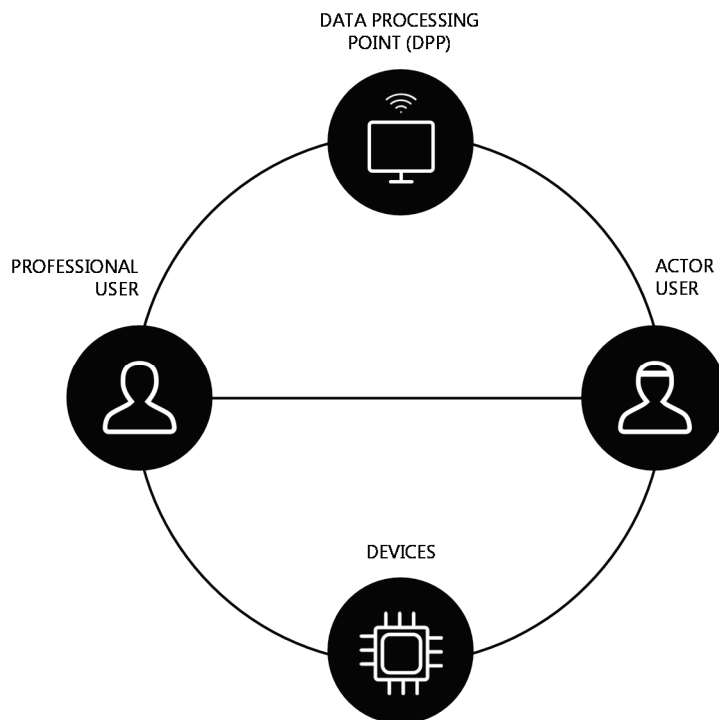 DATA PROCESSING
POINT (DPP)
PROFESSIONAL
USER
ACTOR
USER
DEVICES